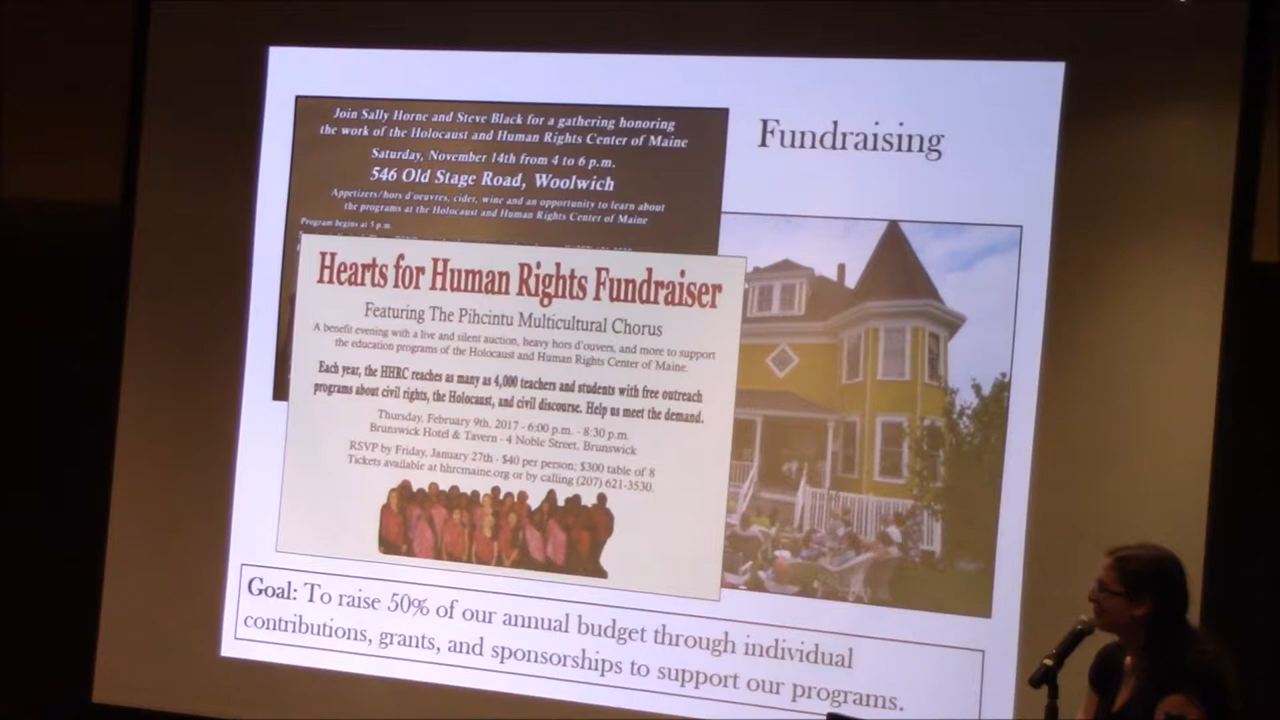 Fundraising
Join Sally Horne and Steve Black for a gathering honoring
the work of the Holocaust and Human Rights Center of Maine
Saturday, November 14th from 4 to 6 p.m.
546 Old Stage Road, Woolwich
Appetizers/hors d'oeuvres, cider, wine and an opportunity to learn about
the programs at the Holocaust and Human Rights Center of Maine
Program begins at 5 p.m.
Hearts for Human Rights Fundraiser
Featuring The Pihcintu Multicultural Chorus
A benefit evening with a live and silent auction, heavy hors d'ouvers, and more to support
the education programs of the Holocaust and Human Rights Center of Maine.
Each year, the HHRC reaches as many as 4,000 teachers and students with free outreach
programs about civil rights, the Holocaust, and civil discourse. Help us meet the demand.
Thursday, February 9th, 2017 - 6:00 p.m. - 8:30 p.m.
Brunswick Hotel & Tavern - 4 Noble Street, Brunswick
RSVP by Friday, January 27th - $40 per person; $300 table of 8
Tickets available at hhrcmaine.org or by calling (207) 621-3530.
Goal: To raise 50% of our annual budget through individual
contributions, grants, and sponsorships to support our programs.